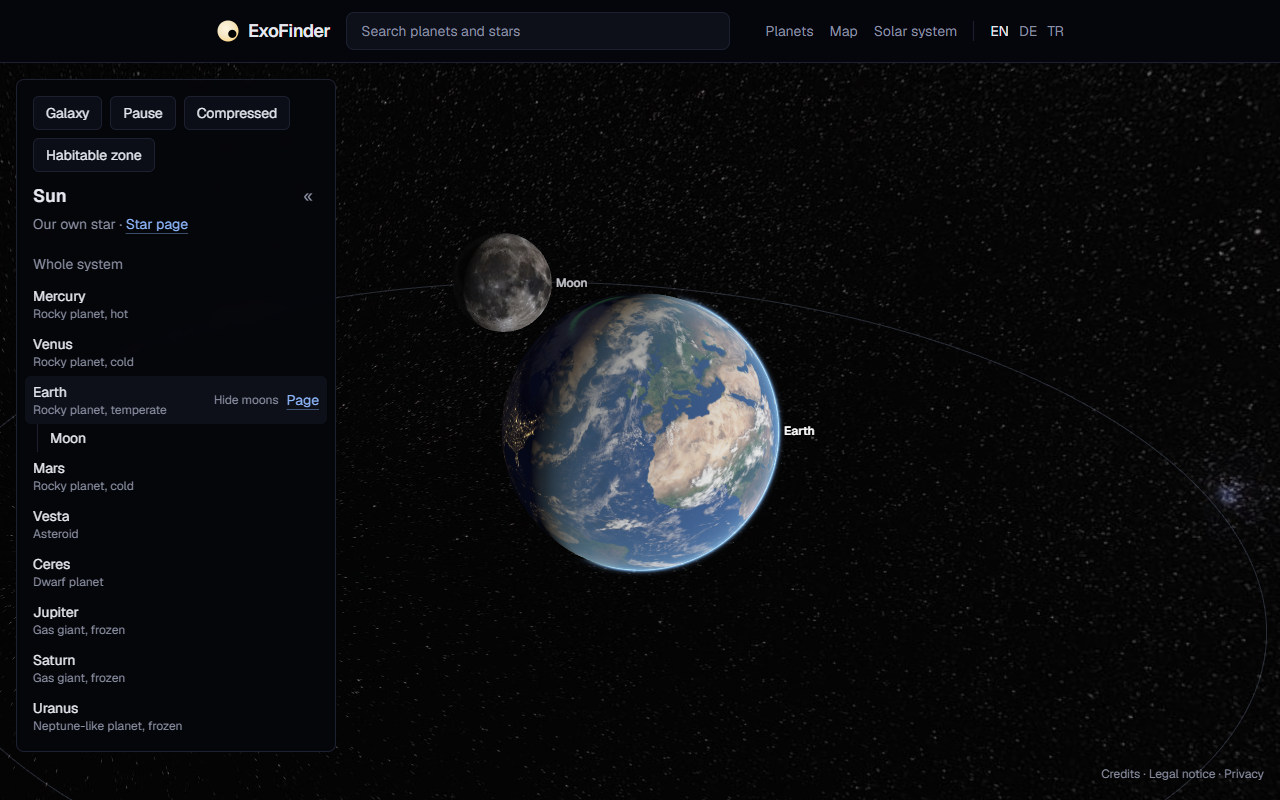 ExoFinder
Search planets and stars
Planets Map Solar system EN DE TR
Galaxy Pause Compressed
Habitable zone
Sun «
Our own star · Star page
Whole system
Mercury
Rocky planet, hot
Venus
Rocky planet, cold
Earth
Rocky planet, temperate
Hide moons Page
Moon
Mars
Rocky planet, cold
Vesta
Asteroid
Ceres
Dwarf planet
Jupiter
Gas giant, frozen
Saturn
Gas giant, frozen
Uranus
Neptune-like planet, frozen
Moon
Earth
Credits · Legal notice · Privacy